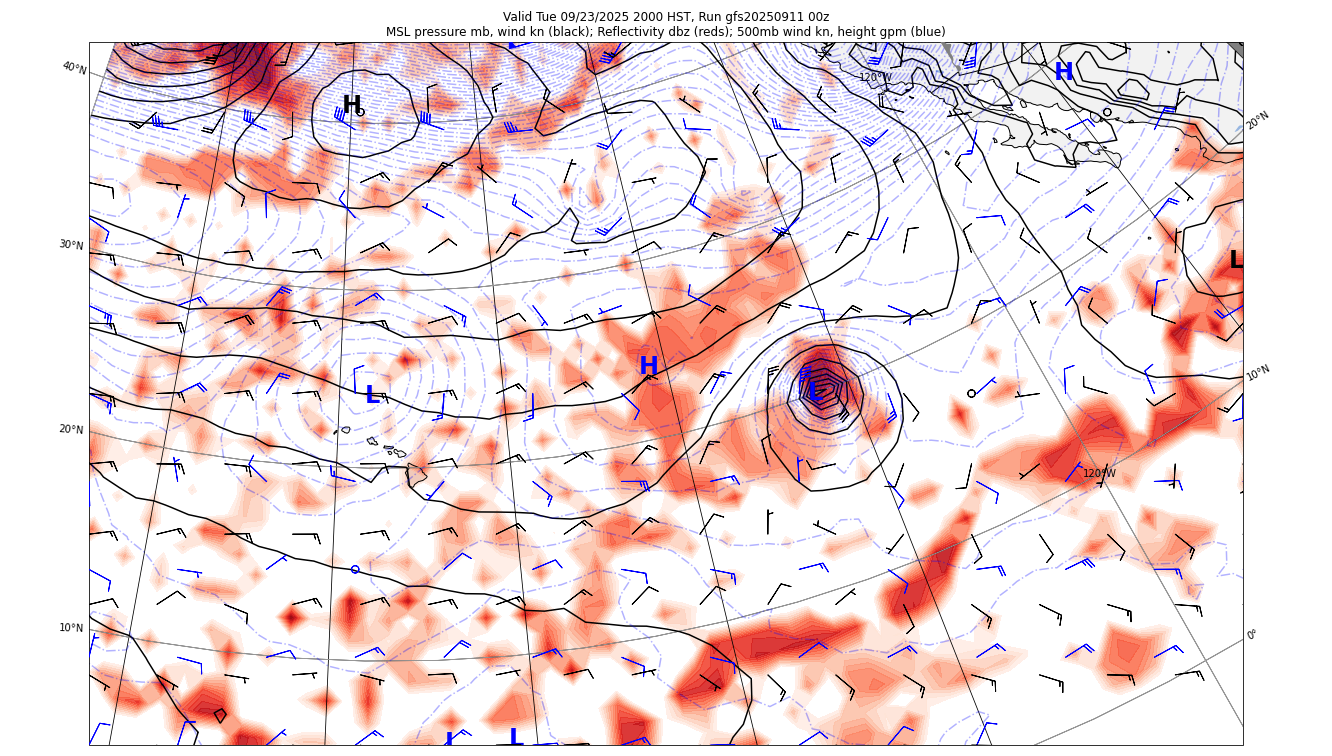 Valid Tue 09/23/2025 2000 HST, Run gfs20250911 00z
MSL pressure mb, wind kn (black); Reflectivity dbz (reds); 500mb wind kn, height gpm (blue)
40°N
120°W
H
H
20°N
30°N
L
H
L
L
10°N
20°N
120°W
10°N
0°
L
L